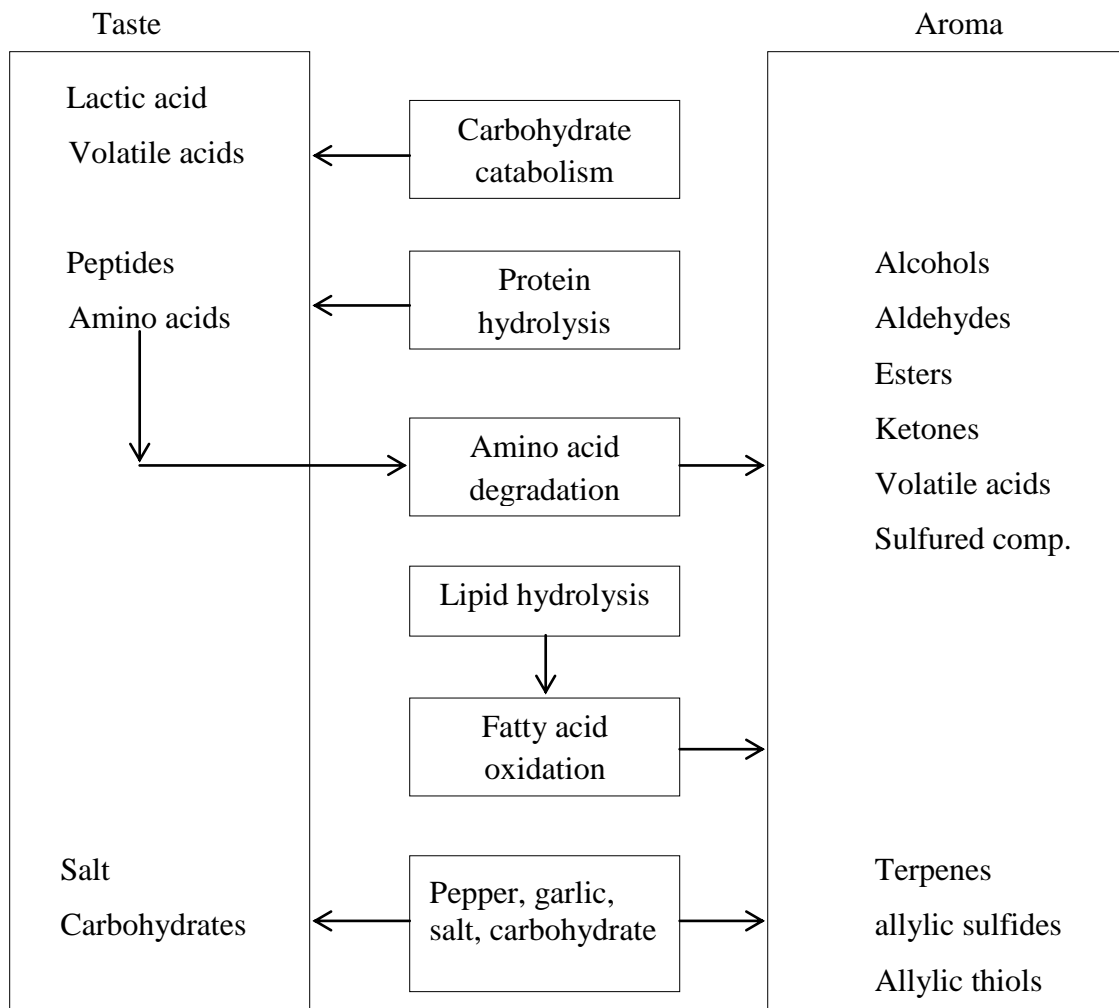 Taste
Aroma
Lactic acid
Volatile acids
Carbohydrate
catabolism
Peptides
Amino acids
Protein
hydrolysis
Alcohols
Aldehydes
Esters
Ketones
Volatile acids
Sulfured comp.
Amino acid
degradation
Lipid hydrolysis
Fatty acid
oxidation
Salt
Carbohydrates
Pepper, garlic,
salt, carbohydrate
Terpenes
allylic sulfides
Allylic thiols